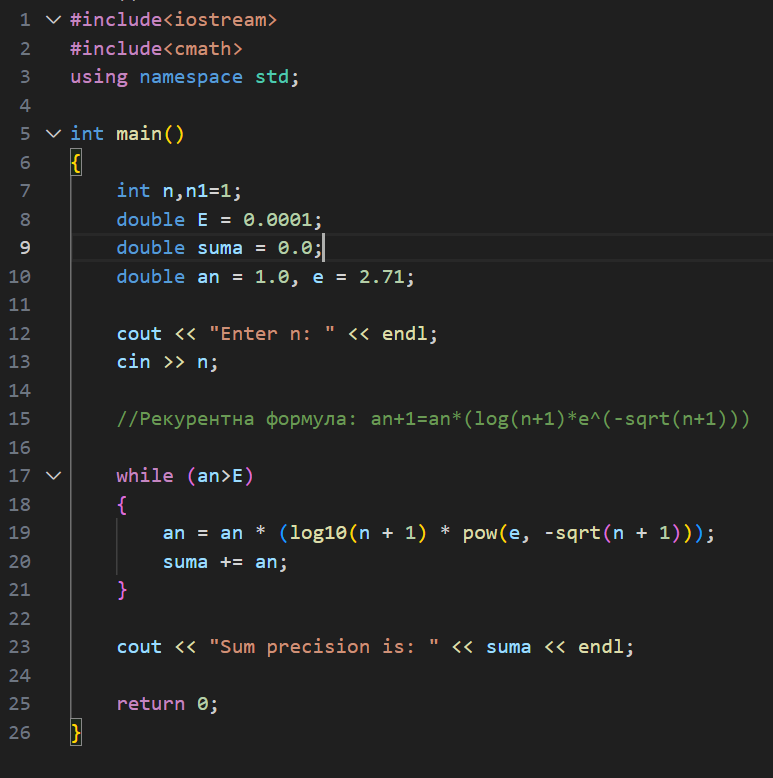 1 #include<iostream>
2 #include<cmath>
3 using namespace std;
4
5 int main()
6 {
7     int n,n1=1;
8     double E = 0.0001;
9     double suma = 0.0;
10     double an = 1.0, e = 2.71;
11
12     cout << "Enter n: " << endl;
13     cin >> n;
14
15     //Рекурентна формула: an+1=an*(log(n+1)*e^(-sqrt(n+1)))
16
17     while (an>E)
18     {
19         an = an * (log10(n + 1) * pow(e, -sqrt(n + 1)));
20         suma += an;
21     }
22
23     cout << "Sum precision is: " << suma << endl;
24
25     return 0;
26 }